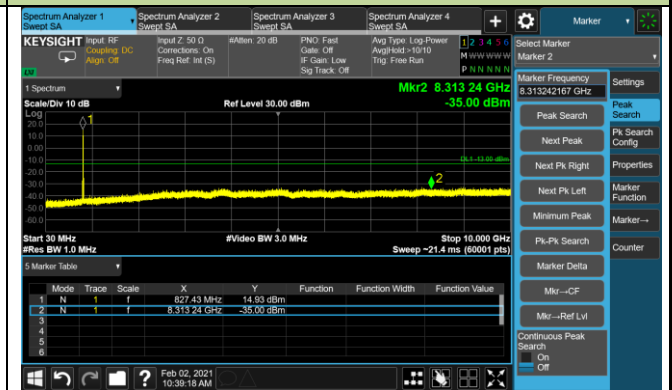 Spectrum Analyzer 1
Swept SA
Spectrum Analyzer 2
Swept SA
Spectrum Analyzer 3
Swept SA
Spectrum Analyzer 4
Swept SA
+
Marker
KEYSIGHT
Input: RF
Coupling: DC
Align: Off
Input Z: 50 Ω
Corrections: On
Freq Ref: Int (S)
#Atten: 20 dB
PNO: Fast
Gate: Off
IF Gain: Low
Sig Track: Off
Avg Type: Log-Power
Avg|Hold:>10/10
Trig: Free Run
1 2 3 4 5 6
M W W W W W
P N N N N N
Select Marker
Marker 2
1 Spectrum
Mkr2 8.313 24 GHz
-35.00 dBm
Scale/Div 10 dB
Ref Level 30.00 dBm
Log
20.0
10.0
0.00
-10.0
-20.0
-30.0
-40.0
-50.0
-60.0
1
2
DL1 -13.00 dBm
Start 30 MHz
#Res BW 1.0 MHz
#Video BW 3.0 MHz
Stop 10.000 GHz
Sweep ~21.4 ms (60001 pts)
5 Marker Table
Mode Trace Scale X Y Function Function Width Function Value
1 N 1 f 827.43 MHz 14.93 dBm
2 N 1 f 8.313 24 GHz -35.00 dBm
3
4
5
6
Marker Frequency
8.313242167 GHz
Peak Search
Next Peak
Next Pk Right
Next Pk Left
Minimum Peak
Pk-Pk Search
Marker Delta
Mkr→CF
Mkr→Ref Lvl
Continuous Peak
Search
On
Off
Settings
Peak
Search
Pk Search
Config
Properties
Marker
Function
Marker→
Counter
?
Feb 02, 2021
10:39:18 AM